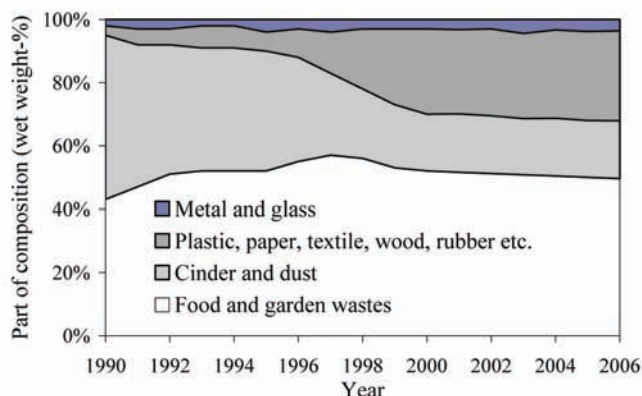 Part of composition (wet weight-%)
100%
80%
60%
40%
20%
0%
Metal and glass
Plastic, paper, textile, wood, rubber etc.
Cinder and dust
Food and garden wastes
1990 1992 1994 1996 1998 2000 2002 2004 2006
Year